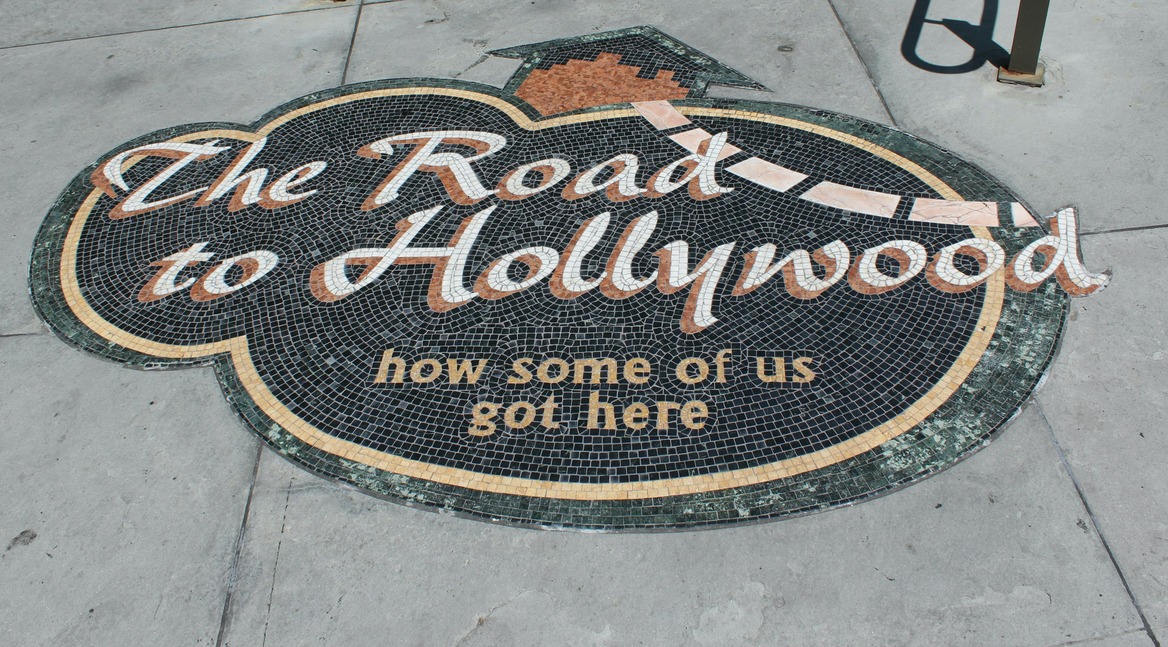 The Road
to Hollywood
how some of us
got here